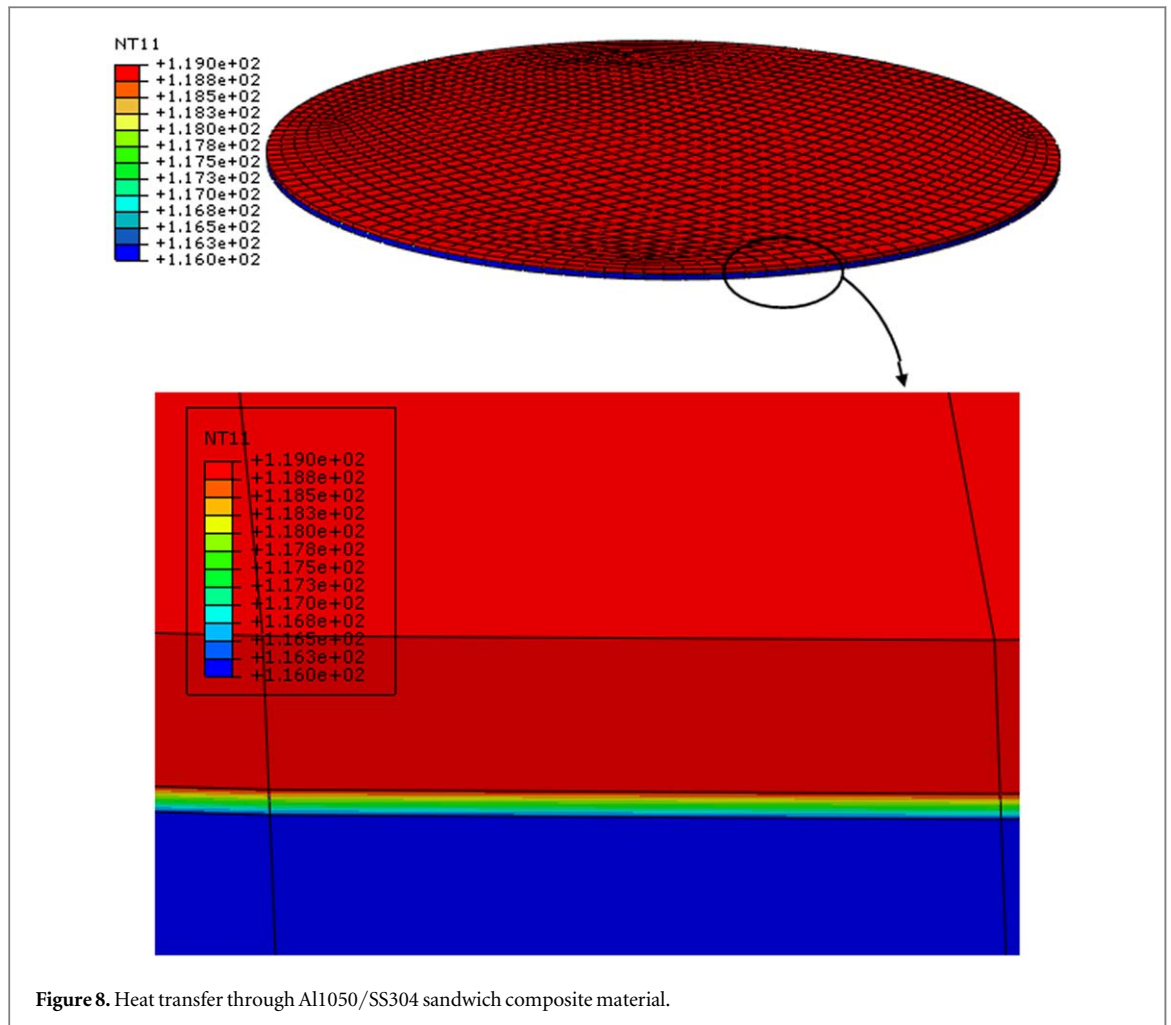 NT11
+1.190e+02
+1.188e+02
+1.185e+02
+1.183e+02
+1.180e+02
+1.178e+02
+1.175e+02
+1.173e+02
+1.170e+02
+1.168e+02
+1.165e+02
+1.163e+02
+1.160e+02
NT11
+1.190e+02
+1.188e+02
+1.185e+02
+1.183e+02
+1.180e+02
+1.178e+02
+1.175e+02
+1.173e+02
+1.170e+02
+1.168e+02
+1.165e+02
+1.163e+02
+1.160e+02
Figure 8. Heat transfer through Al1050/SS304 sandwich composite material.